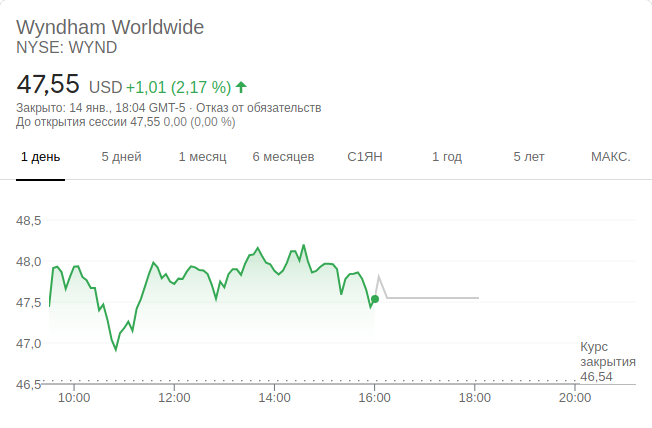 Wyndham Worldwide
NYSE: WYND
47,55 USD +1,01 (2,17 %)
Закрыто: 14 янв., 18:04 GMT-5 · Отказ от обязательств
До открытия сессии 47,55 0,00 (0,00 %)
1 день 5 дней 1 месяц 6 месяцев С1ЯН 1 год 5 лет МАКС.
48,5
48,0
47,5
47,0
Курс
закрытия
46,54
46,5
10:00 12:00 14:00 16:00 18:00 20:00